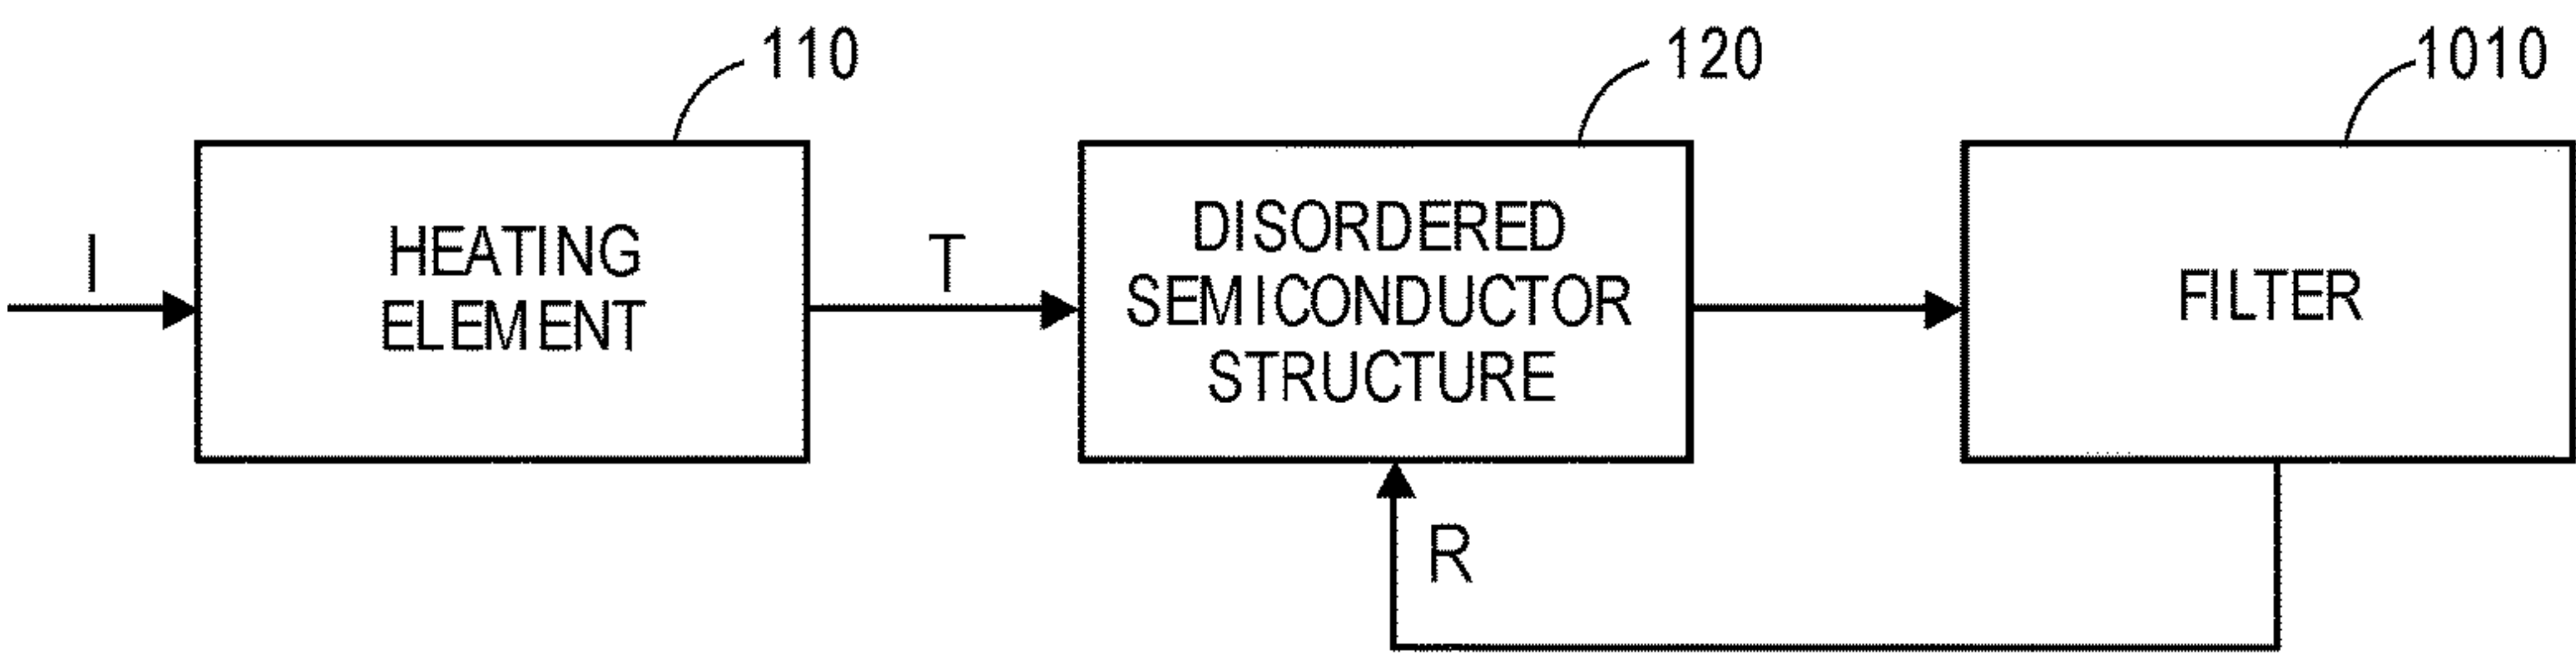 110
120
1010
I
HEATING
ELEMENT
T
DISORDERED
SEMICONDUCTOR
STRUCTURE
FILTER
R